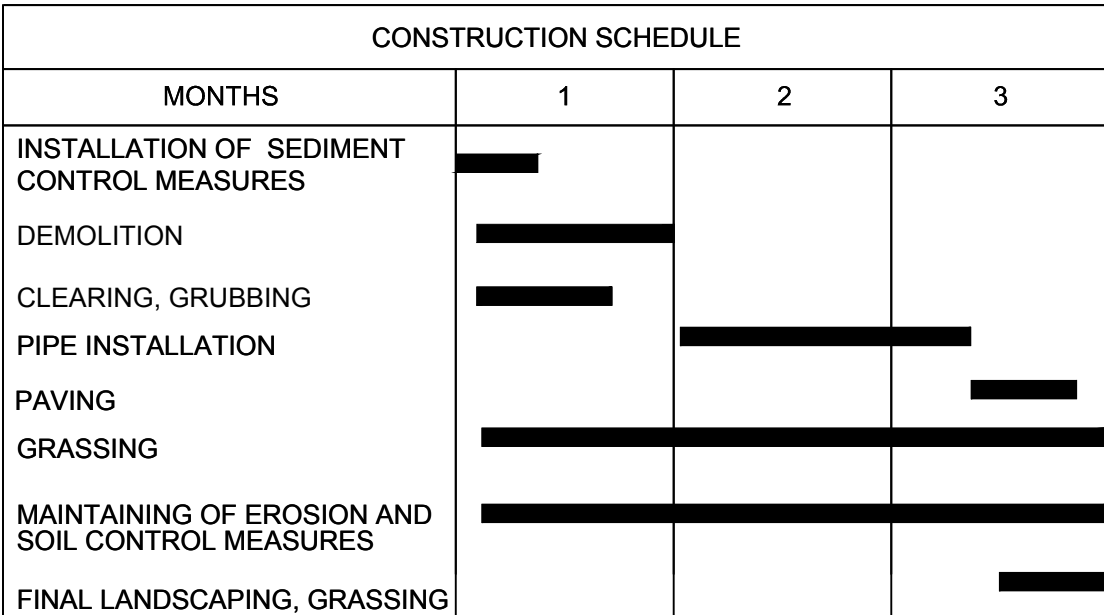 CONSTRUCTION SCHEDULE
MONTHS 1 2 3
INSTALLATION OF SEDIMENT
CONTROL MEASURES
DEMOLITION
CLEARING, GRUBBING
PIPE INSTALLATION
PAVING
GRASSING
MAINTAINING OF EROSION AND
SOIL CONTROL MEASURES
FINAL LANDSCAPING, GRASSING